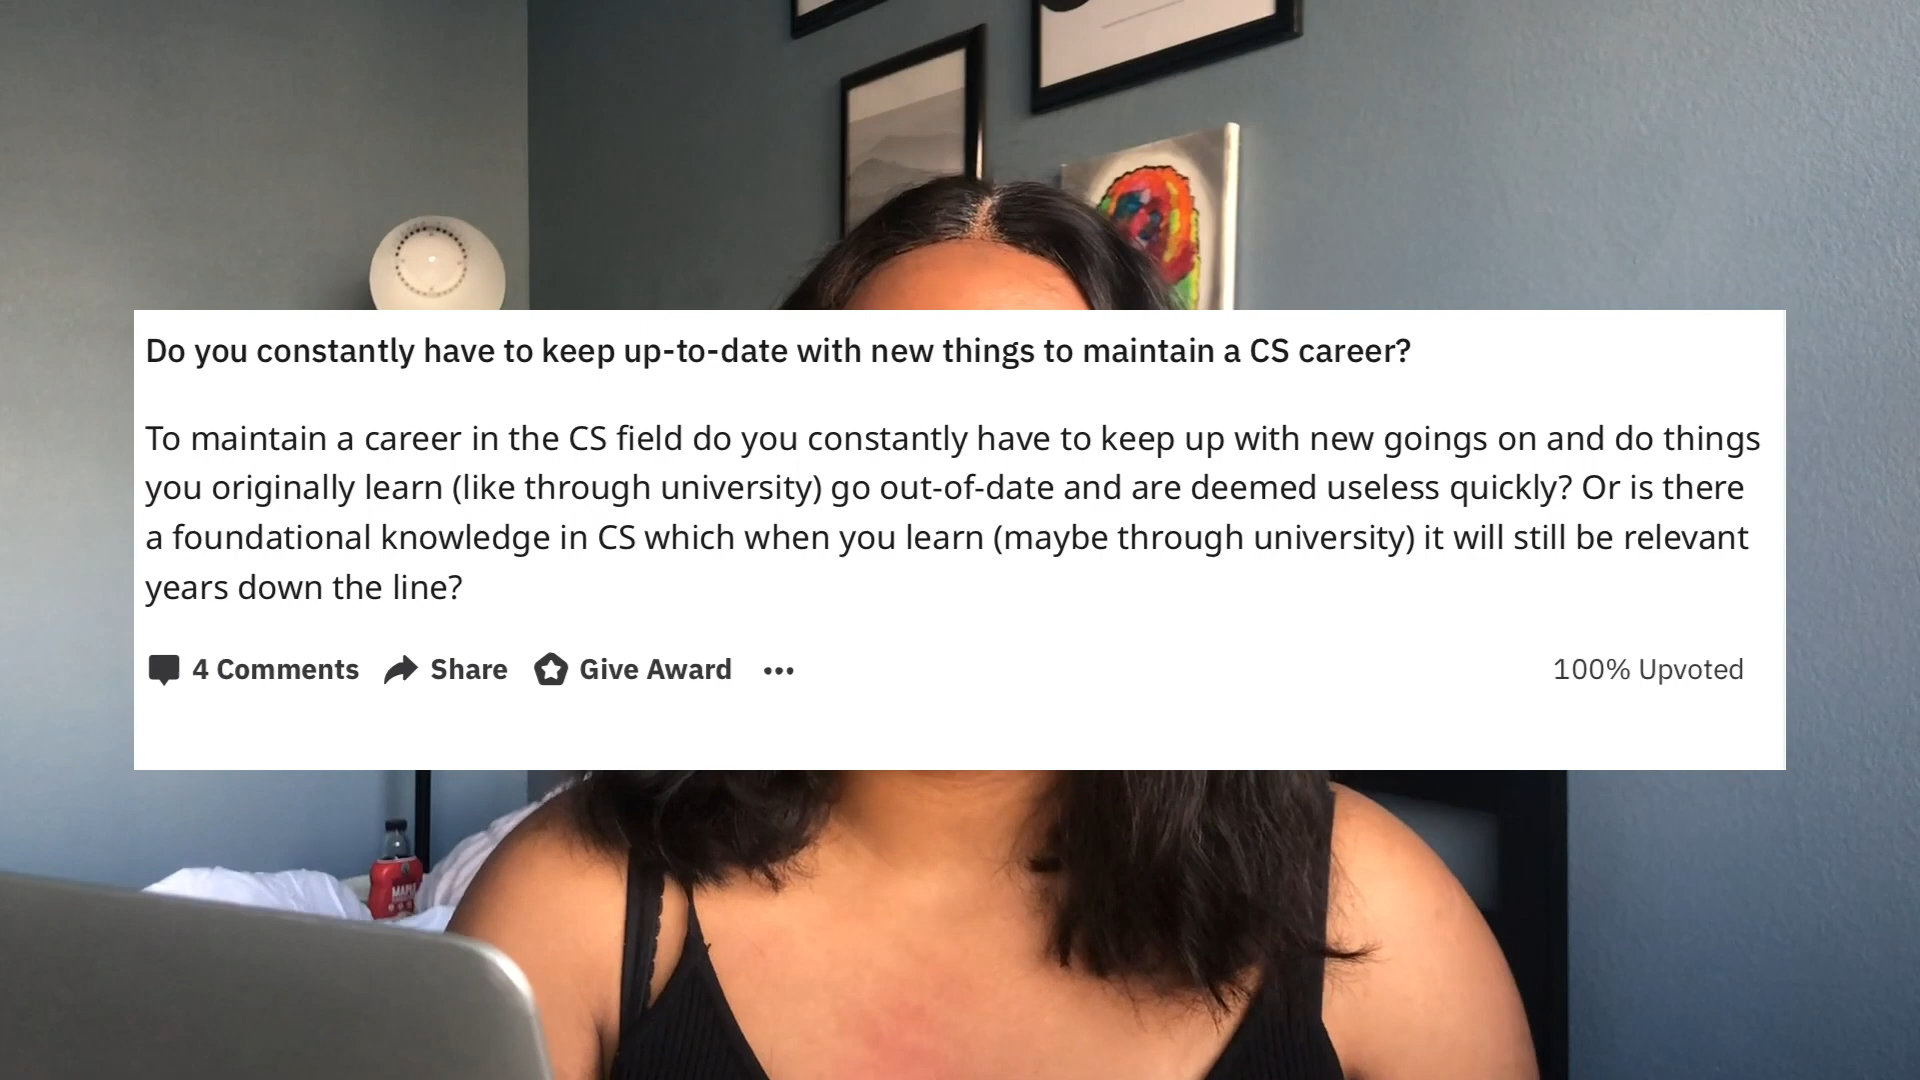 Do you constantly have to keep up-to-date with new things to maintain a CS career?
To maintain a career in the CS field do you constantly have to keep up with new goings on and do things
you originally learn (like through university) go out-of-date and are deemed useless quickly? Or is there
a foundational knowledge in CS which when you learn (maybe through university) it will still be relevant
years down the line?
4 Comments Share Give Award 100% Upvoted
MAPLE